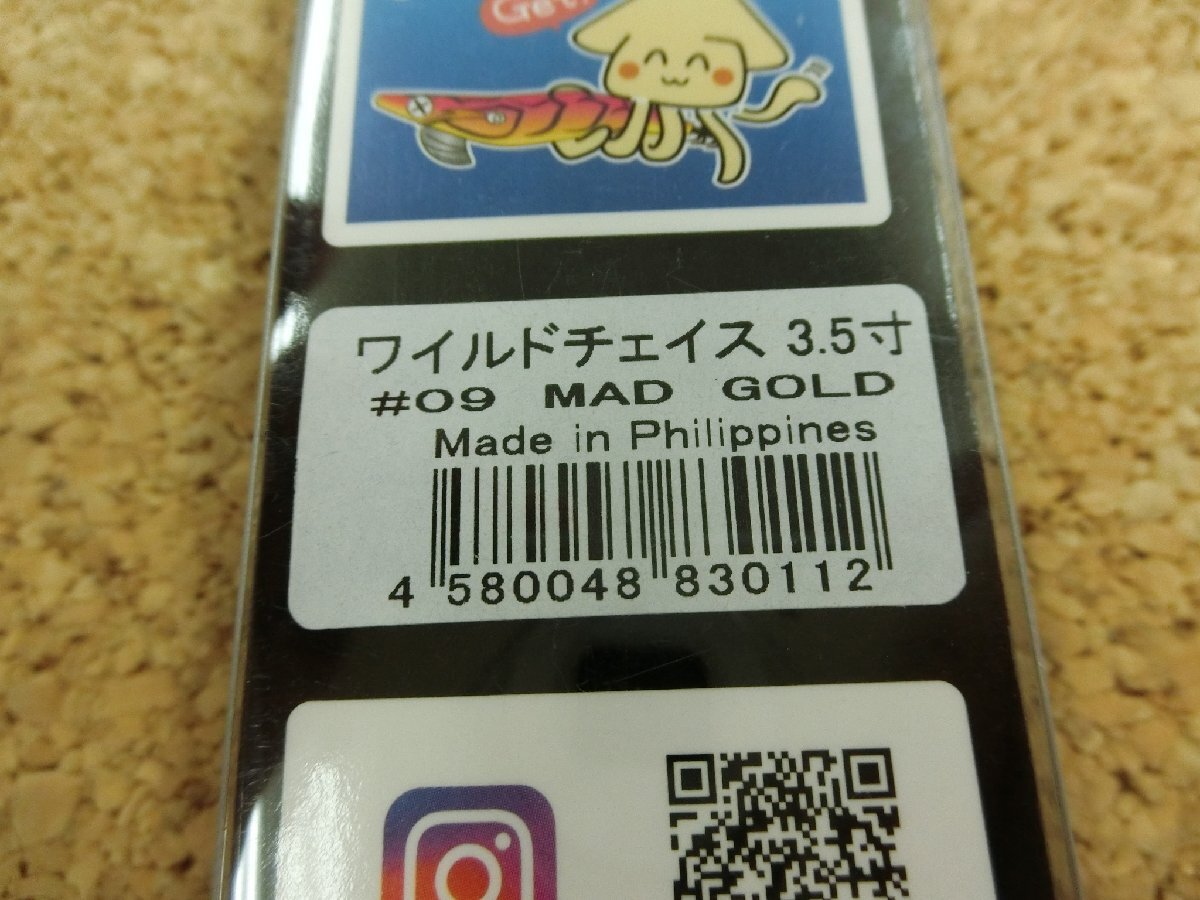 Get!
ワイルドチェイス 3.5寸
#09 MAD GOLD
Made in Philippines
4 580048 830112